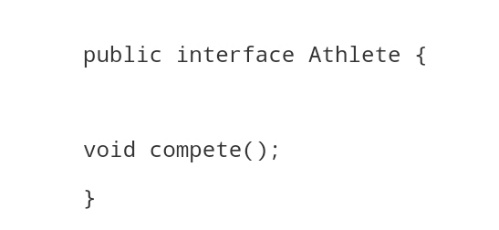 public interface Athlete {
void compete();
}